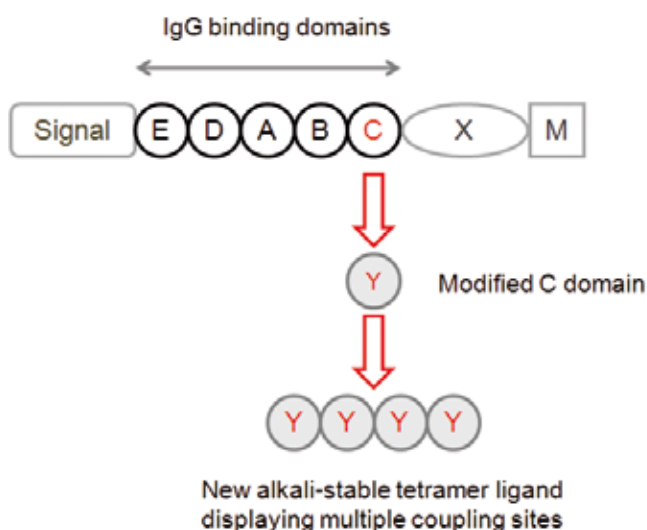 IgG binding domains
Signal E D A B C X M
Y Modified C domain
Y Y Y Y
New alkali-stable tetramer ligand
displaying multiple coupling sites